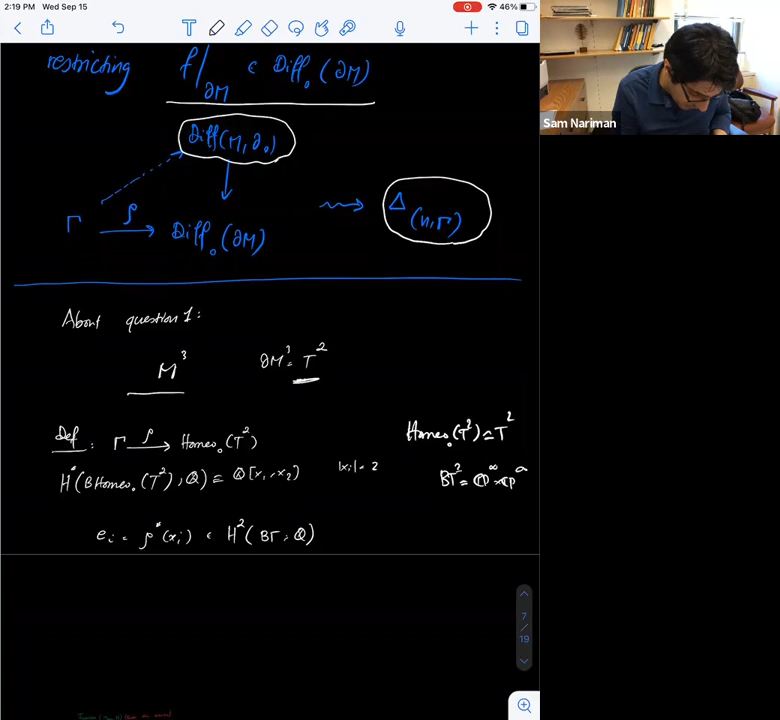 2:19 PM Wed Sep 15
46%
restricting f|∂M ∈ Diff₀(∂M)
Diff(M,∂₀)
Γ ρ→ Diff₀(∂M) ⇝ Δ(n,Γ)
About question 1:
M³ ∂M³ = T²
Def: Γ ρ→ Homeo₀(T²) Homeo₀(T²) ≃ T²
H*(BHomeo₀(T²);Q) = Q[x₁,x₂] |xᵢ| = 2 BT² = CP^∞×CP^∞
eᵢ = ρ*(xᵢ) ∈ H²(BΓ;Q)
7
/
19
Sam Nariman